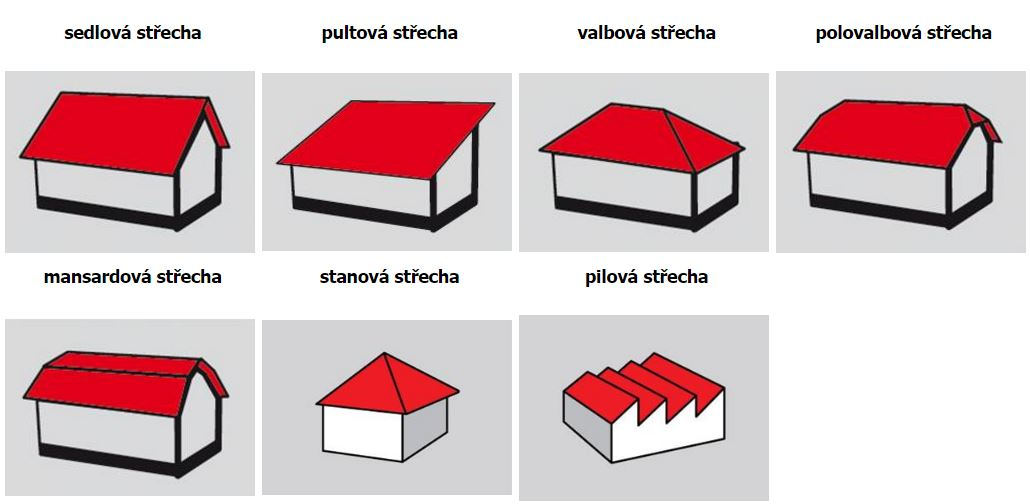 sedlová střecha
pultová střecha
valbová střecha
polovalbová střecha
mansardová střecha
stanová střecha
pilová střecha